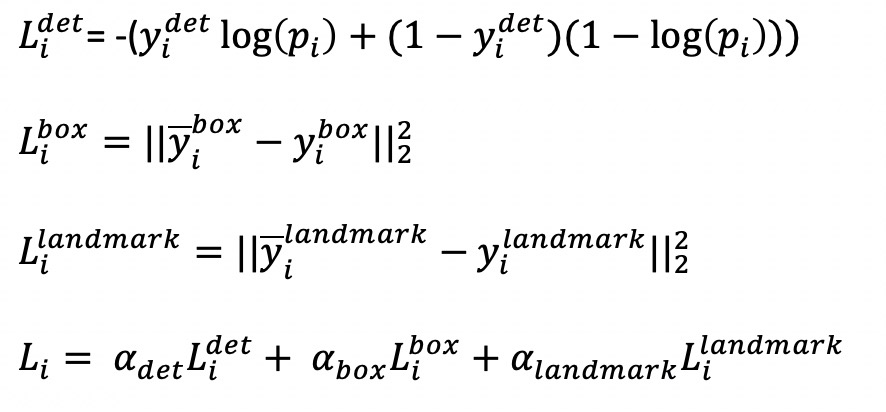 L_i^{det} = -(y_i^{det} log(p_i) + (1 − y_i^{det})(1 − log(p_i)))
L_i^{box} = ||y̅_i^{box} − y_i^{box}||_2^2
L_i^{landmark} = ||y̅_i^{landmark} − y_i^{landmark}||_2^2
L_i = α_{det}L_i^{det} + α_{box}L_i^{box} + α_{landmark}L_i^{landmark}